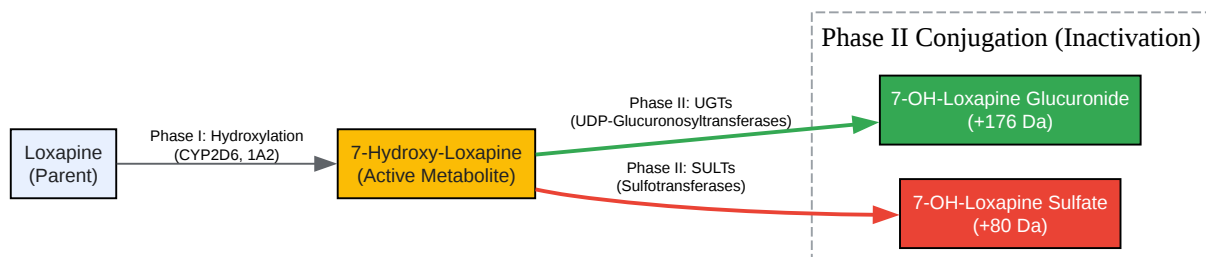 Loxapine
(Parent)
Phase I: Hydroxylation
(CYP2D6, 1A2)
7-Hydroxy-Loxapine
(Active Metabolite)
Phase II: UGTs
(UDP-Glucuronosyltransferases)
Phase II: SULTs
(Sulfotransferases)
Phase II Conjugation (Inactivation)
7-OH-Loxapine Glucuronide
(+176 Da)
7-OH-Loxapine Sulfate
(+80 Da)